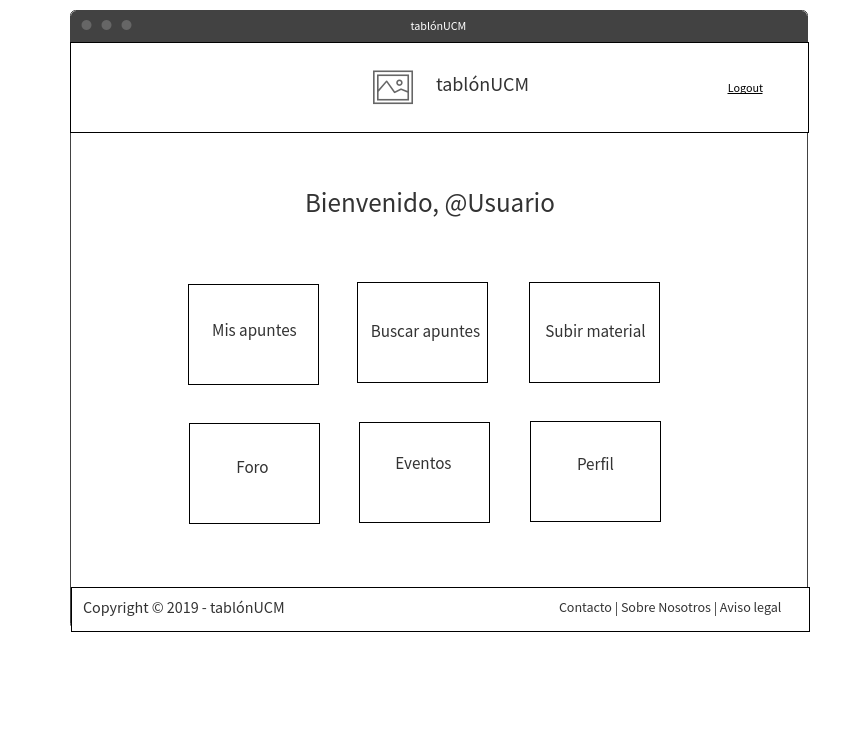 tablónUCM
tablónUCM
Logout
Bienvenido, @Usuario
Mis apuntes
Buscar apuntes
Subir material
Foro
Eventos
Perfil
Copyright © 2019 - tablónUCM
Contacto | Sobre Nosotros | Aviso legal